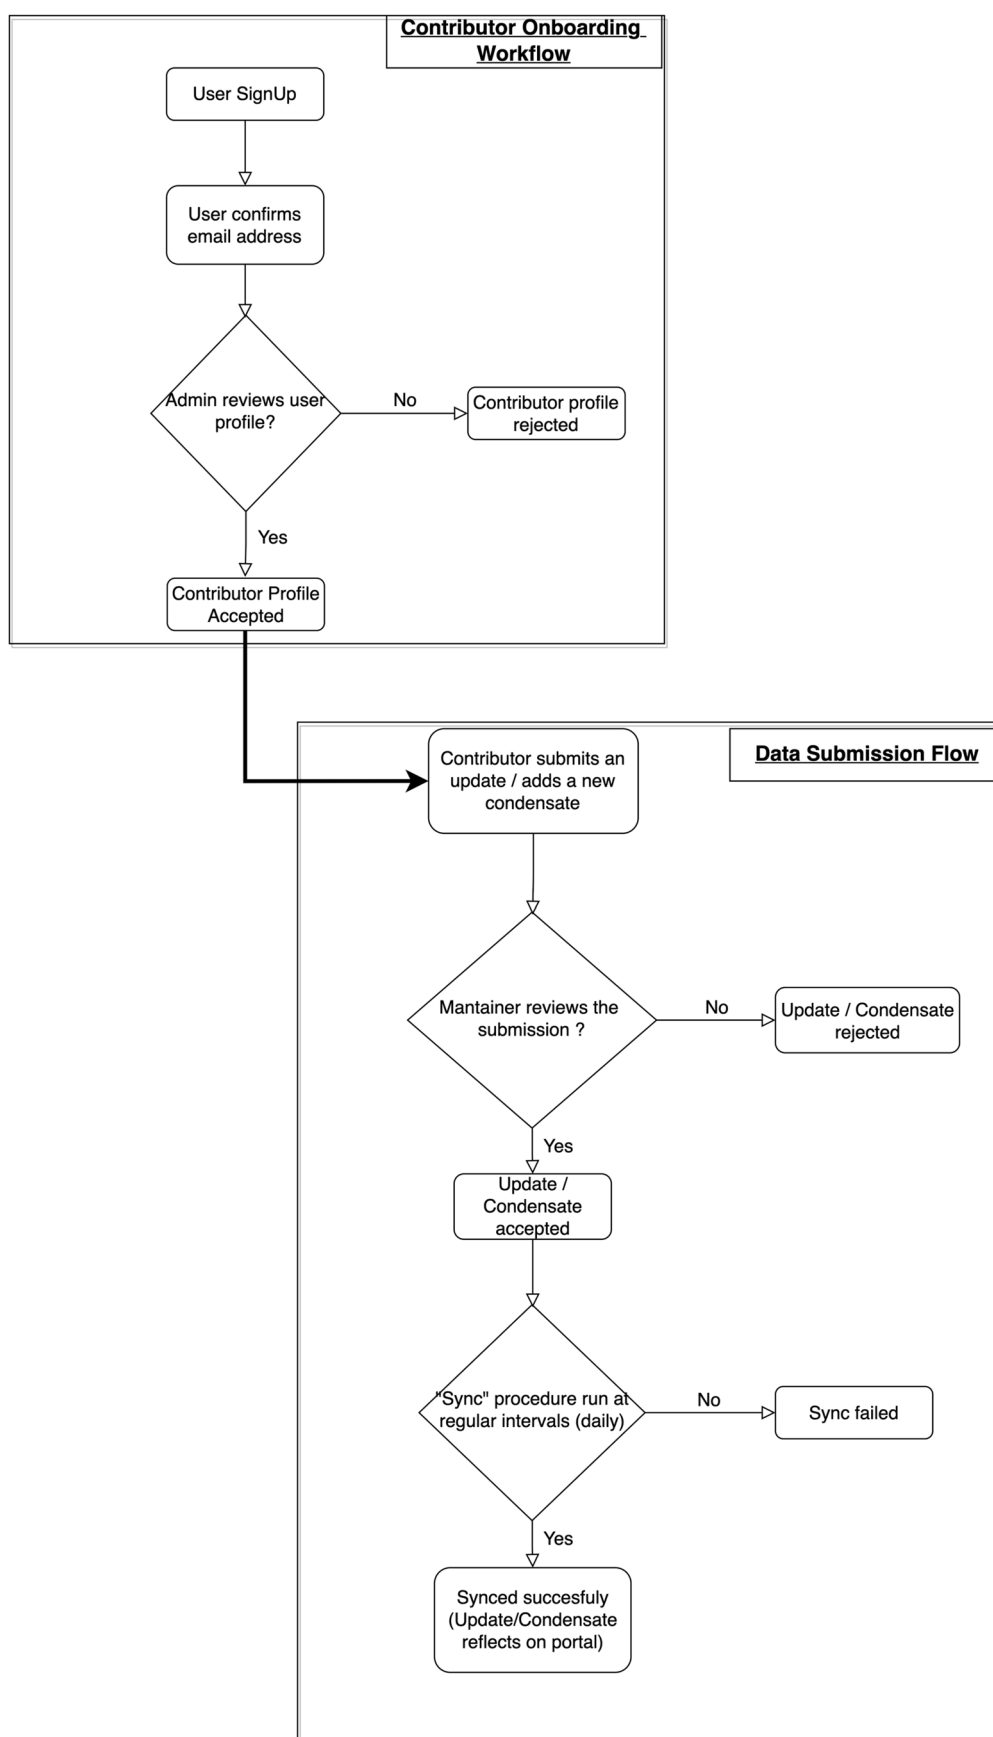 Contributor Onboarding
Workflow
User SignUp
User confirms
email address
Admin reviews user
profile?
No
Contributor profile
rejected
Yes
Contributor Profile
Accepted
Data Submission Flow
Contributor submits an
update / adds a new
condensate
Mantainer reviews the
submission ?
No
Update / Condensate
rejected
Yes
Update /
Condensate
accepted
"Sync" procedure run at
regular intervals (daily)
No
Sync failed
Yes
Synced succesfuly
(Update/Condensate
reflects on portal)